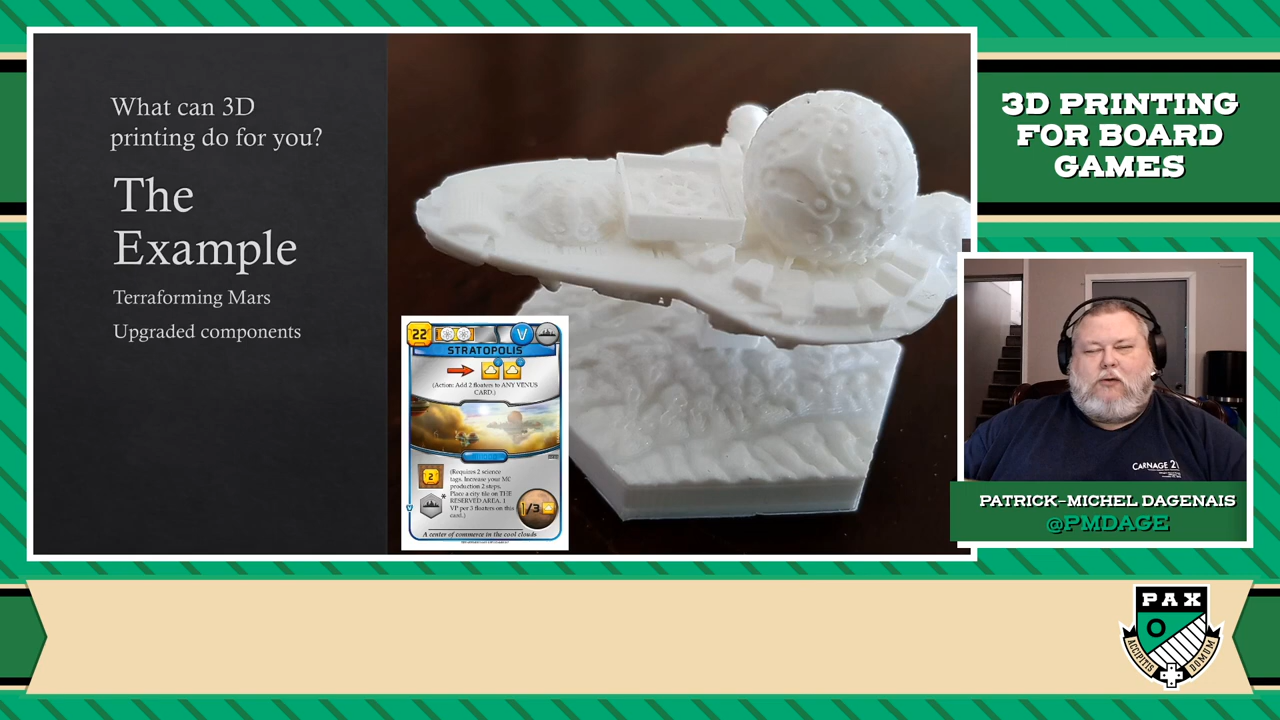 What can 3D
printing do for you?
The
Example
Terraforming Mars
Upgraded components
22
V
STRATOPOLIS
(Action: Add 2 floaters to ANY VENUS
CARD.)
2
(Requires 2 science
tags. Increase your MC
production 2 steps.
Place a city tile on THE
RESERVED AREA. 1
VP per 3 floaters on this
card.)
*
1/3
A center of commerce in the cool clouds
3D PRINTING
FOR BOARD
GAMES
CARNAGE 21
PATRICK-MICHEL DAGENAIS
@PMDAGE
PAX
ACCIPITIS DOMUM